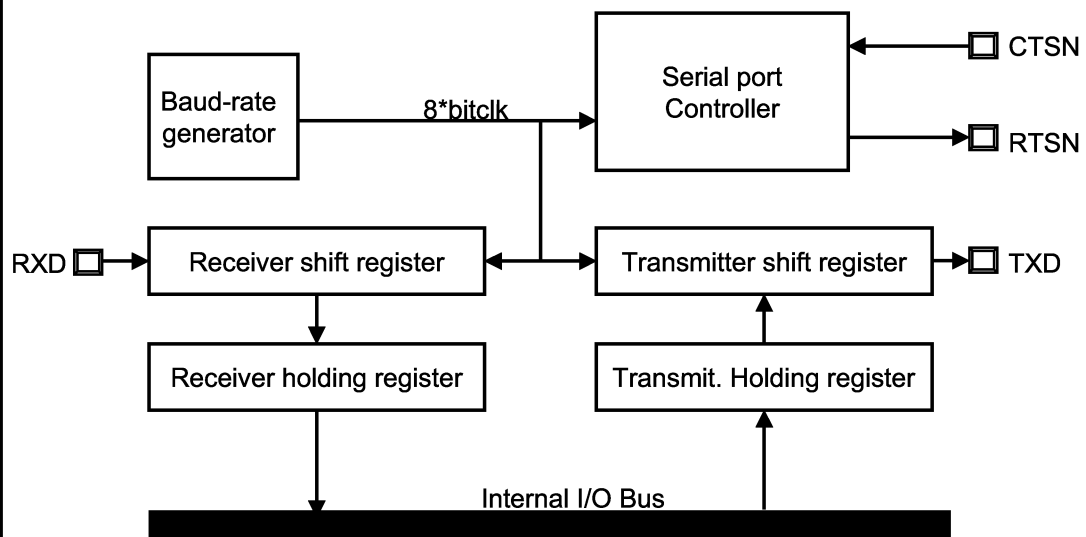 CTSN
Serial port
Controller
Baud-rate
generator
8*bitclk
RTSN
RXD
Receiver shift register
Transmitter shift register
TXD
Receiver holding register
Transmit. Holding register
Internal I/O Bus